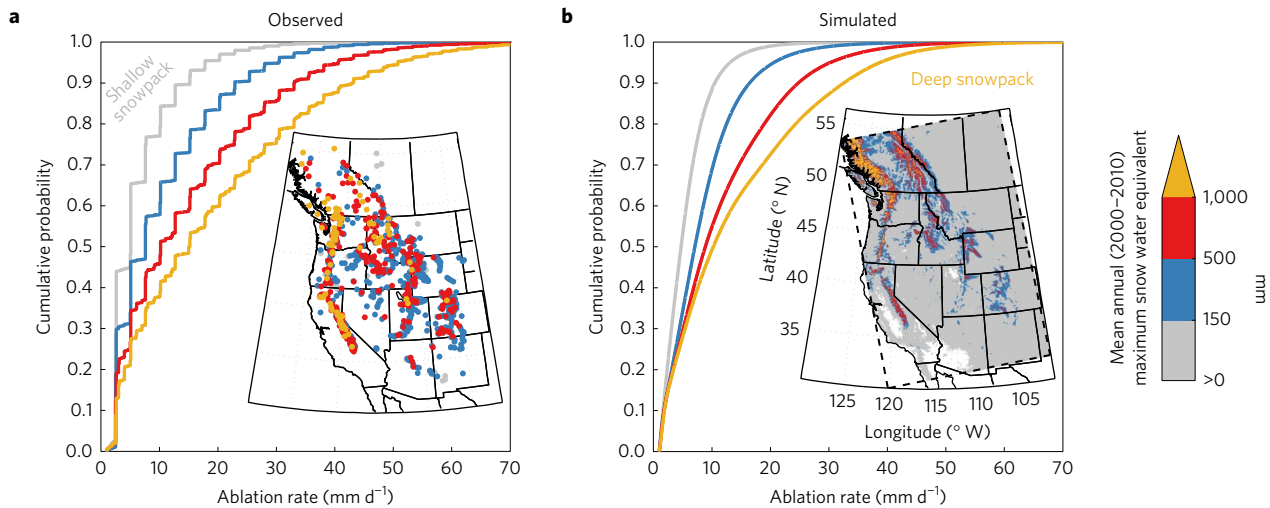 a
Observed
Cumulative probability
1.0
0.9
0.8
0.7
0.6
0.5
0.4
0.3
0.2
0.1
0.0
Shallow
snowpack
0 10 20 30 40 50 60 70
Ablation rate (mm d⁻¹)
b
Simulated
Cumulative probability
1.0
0.9
0.8
0.7
0.6
0.5
0.4
0.3
0.2
0.1
0.0
Deep snowpack
Latitude (° N)
55
50
45
40
35
125 120 115 110 105
Longitude (° W)
0 10 20 30 40 50 60 70
Ablation rate (mm d⁻¹)
Mean annual (2000–2010)
maximum snow water equivalent
1,000
500
150
>0
mm